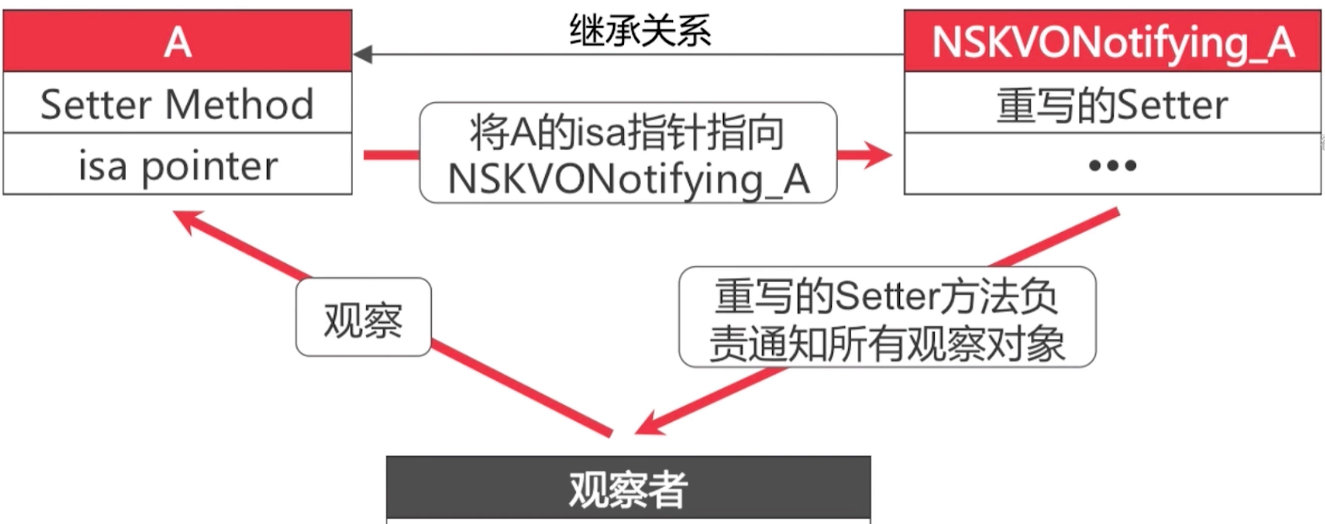 继承关系
A
NSKVONotifying_A
Setter Method
重写的Setter
将A的isa指针指向
NSKVONotifying_A
isa pointer
•••
观察
重写的Setter方法负
责通知所有观察对象
观察者